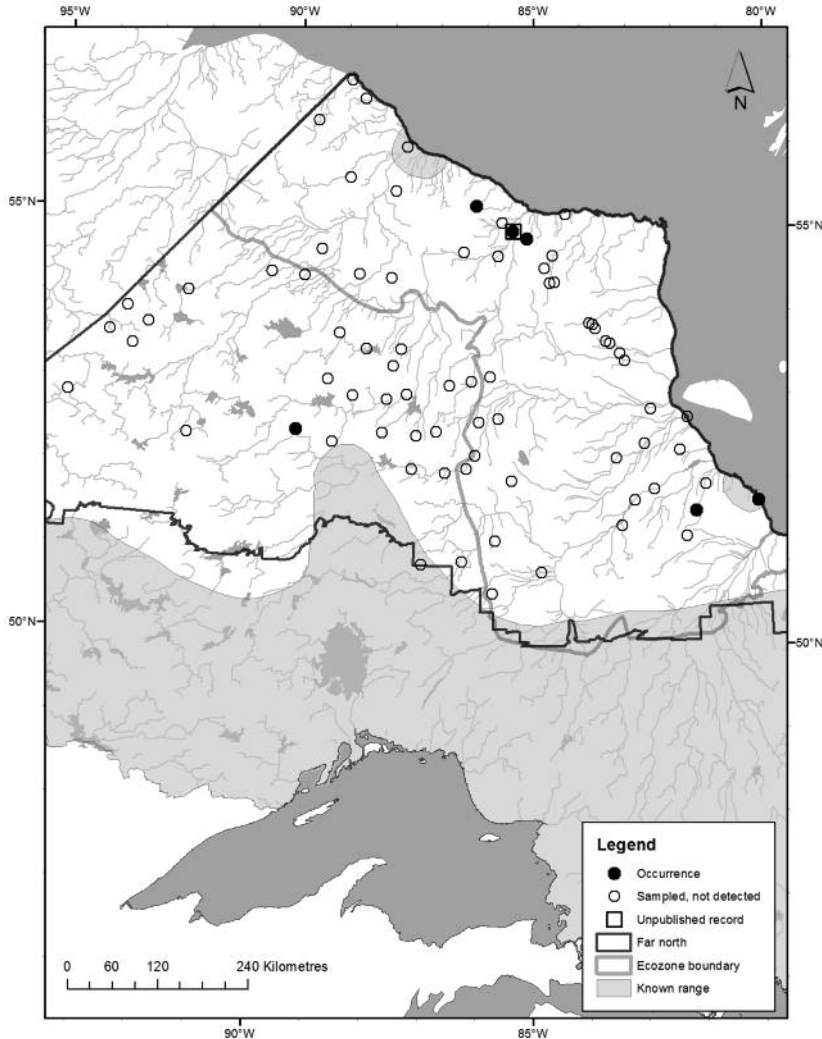 95°W 90°W 85°W 80°W
N
55°N 55°N
50°N 50°N
Legend
Occurrence
Sampled, not detected
Unpublished record
Far north
Ecozone boundary
Known range
0 60 120 240 Kilometres
90°W 85°W